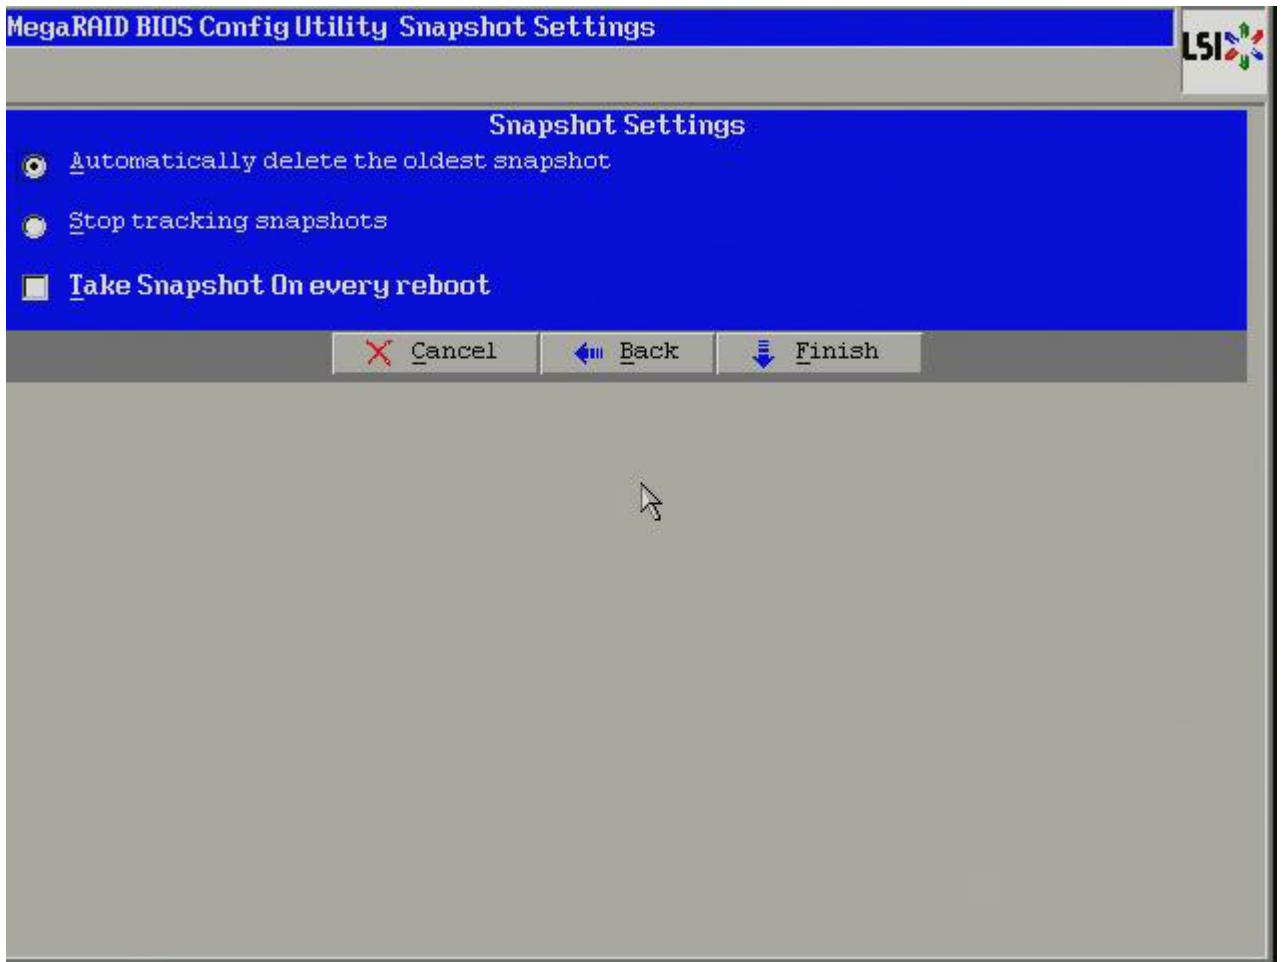 MegaRAID BIOS Config Utility Snapshot Settings
LSI
Snapshot Settings
Automatically delete the oldest snapshot
Stop tracking snapshots
Take Snapshot On every reboot
Cancel Back Finish